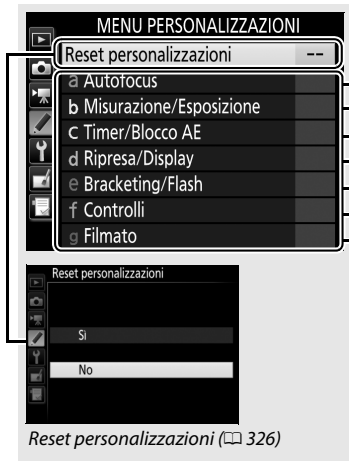 MENU PERSONALIZZAZIONI
Reset personalizzazioni --
a Autofocus
b Misurazione/Esposizione
c Timer/Blocco AE
d Ripresa/Display
e Bracketing/Flash
f Controlli
g Filmato
Reset personalizzazioni
Sì
No
Reset personalizzazioni (📖 326)